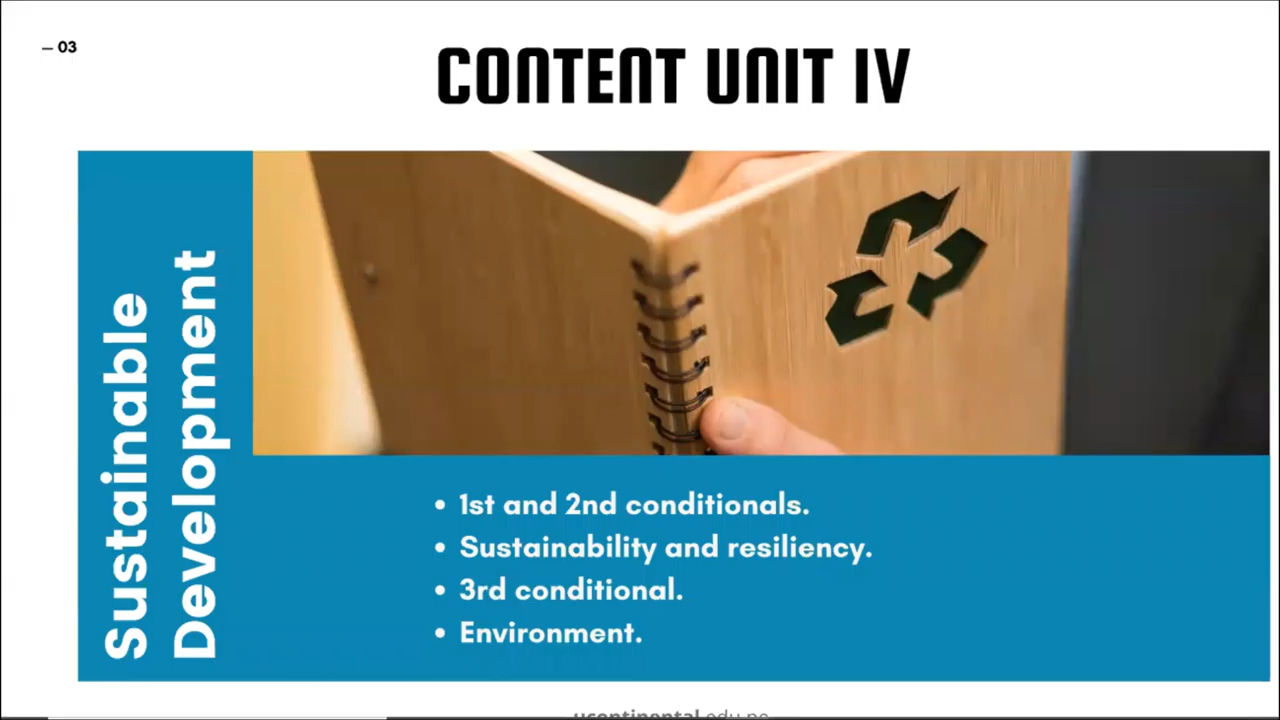 — 03
CONTENT UNIT IV
Sustainable
Development
• 1st and 2nd conditionals.
• Sustainability and resiliency.
• 3rd conditional.
• Environment.
ucontinental.edu.pe